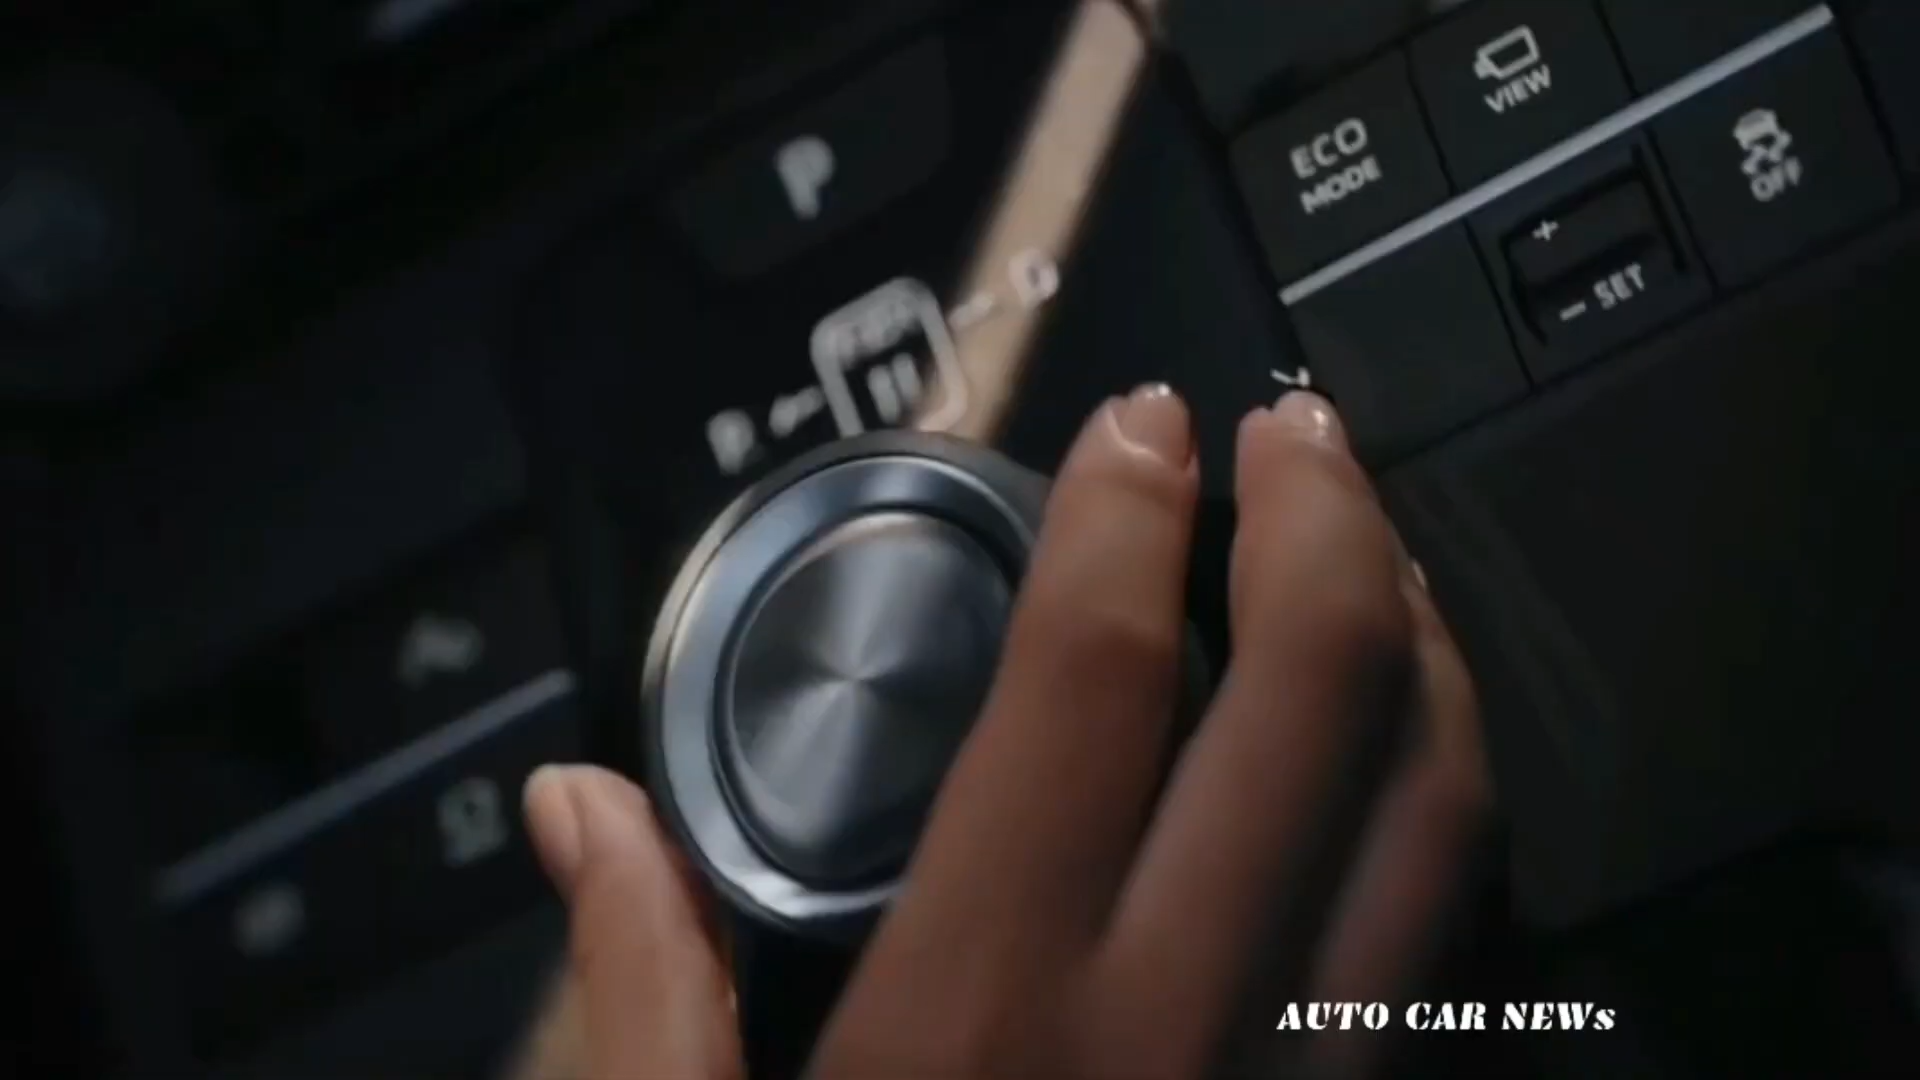 VIEW
ECO
MODE
OFF
+
— SET
P
AUTO CAR NEWs